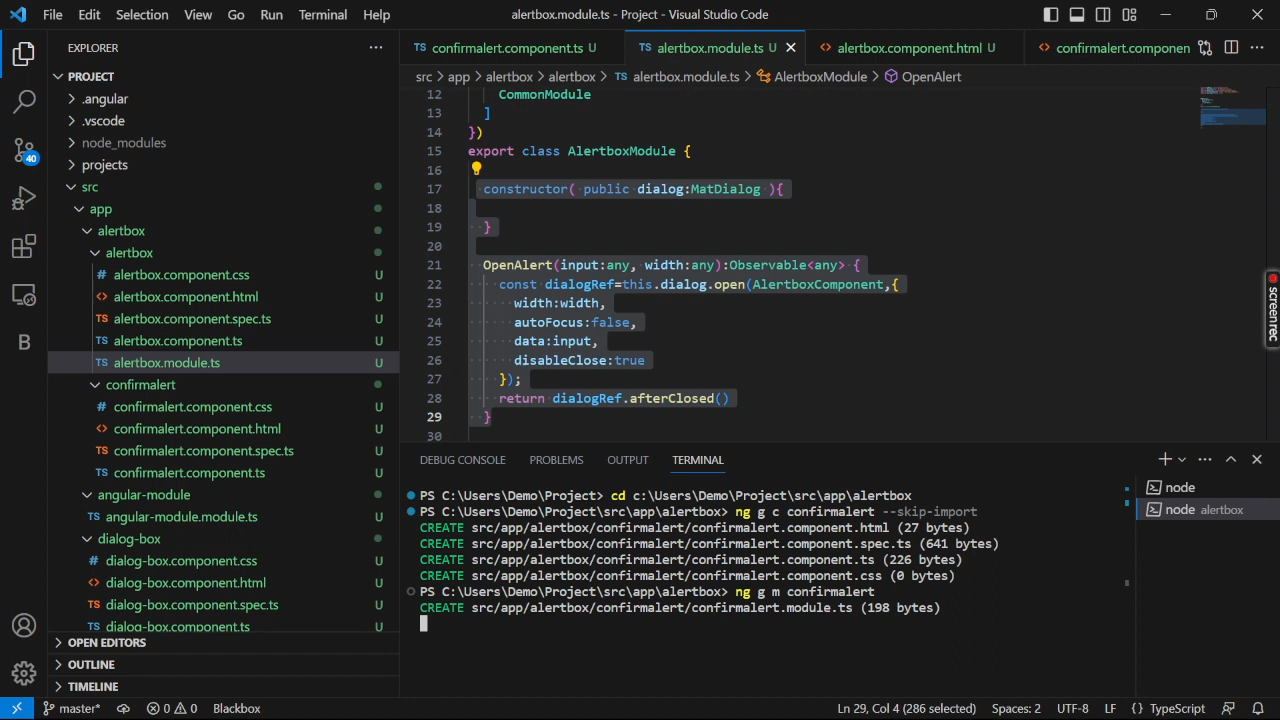 File Edit Selection View Go Run Terminal Help
alertbox.module.ts - Project - Visual Studio Code
EXPLORER
PROJECT
.angular
.vscode
node_modules
projects
src
app
alertbox
alertbox
# alertbox.component.css U
<> alertbox.component.html U
TS alertbox.component.spec.ts U
TS alertbox.component.ts U
TS alertbox.module.ts U
confirmalert
# confirmalert.component.css U
<> confirmalert.component.html U
TS confirmalert.component.spec.ts U
TS confirmalert.component.ts U
angular-module
TS angular-module.module.ts U
dialog-box
# dialog-box.component.css U
<> dialog-box.component.html U
TS dialog-box.component.spec.ts U
TS dialog-box.component.ts U
OPEN EDITORS
OUTLINE
TIMELINE
40
B
TS confirmalert.component.ts U
TS alertbox.module.ts U
<> alertbox.component.html U
<> confirmalert.componen
src > app > alertbox > alertbox > TS alertbox.module.ts > AlertboxModule > OpenAlert
12 CommonModule
13 ]
14 })
15 export class AlertboxModule {
16
17 constructor( public dialog:MatDialog ){
18
19 }
20
21 OpenAlert(input:any, width:any):Observable<any> {
22 const dialogRef=this.dialog.open(AlertboxComponent,{
23 width:width,
24 autoFocus:false,
25 data:input,
26 disableClose:true
27 });
28 return dialogRef.afterClosed()
29 }
30
screenrec
DEBUG CONSOLE PROBLEMS OUTPUT TERMINAL
PS C:\Users\Demo\Project> cd c:\Users\Demo\Project\src\app\alertbox
PS C:\Users\Demo\Project\src\app\alertbox> ng g c confirmalert --skip-import
CREATE src/app/alertbox/confirmalert/confirmalert.component.html (27 bytes)
CREATE src/app/alertbox/confirmalert/confirmalert.component.spec.ts (641 bytes)
CREATE src/app/alertbox/confirmalert/confirmalert.component.ts (226 bytes)
CREATE src/app/alertbox/confirmalert/confirmalert.component.css (0 bytes)
PS C:\Users\Demo\Project\src\app\alertbox> ng g m confirmalert
CREATE src/app/alertbox/confirmalert/confirmalert.module.ts (198 bytes)
node
node alertbox
master* 0 0 Blackbox
Ln 29, Col 4 (286 selected) Spaces: 2 UTF-8 LF {} TypeScript